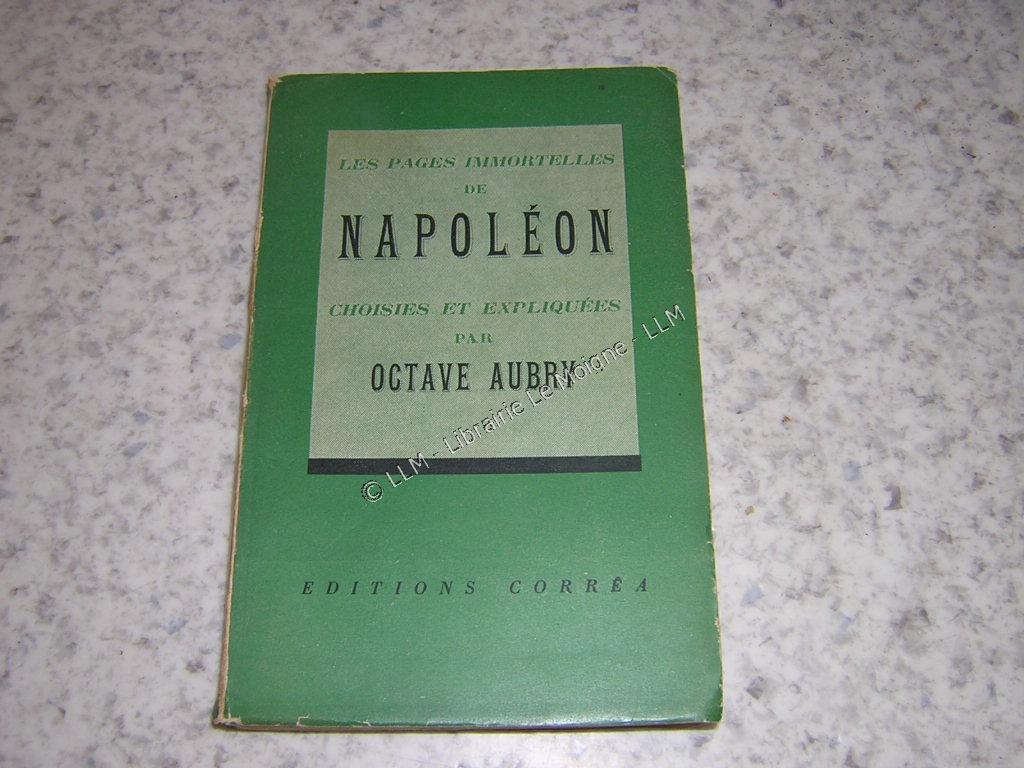 LES PAGES IMMORTELLES
DE
NAPOLÉON
CHOISIES ET EXPLIQUÉES
PAR
OCTAVE AUBRY
© LLM - Librairie Le Moigne - LLM
EDITIONS CORRÊA